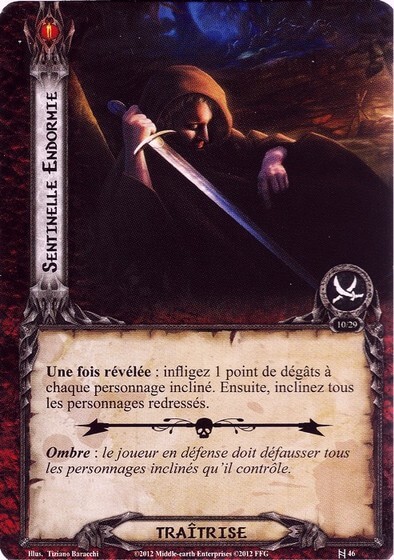 SENTINELLE ENDORMIE
10/29
Une fois révélée : infligez 1 point de dégâts à
chaque personnage incliné. Ensuite, inclinez tous
les personnages redressés.
Ombre : le joueur en défense doit défausser tous
les personnages inclinés qu'il contrôle.
TRAÎTRISE
Illus. Tiziano Baracchi ©2012 Middle-earth Enterprises ©2012 FFG 46